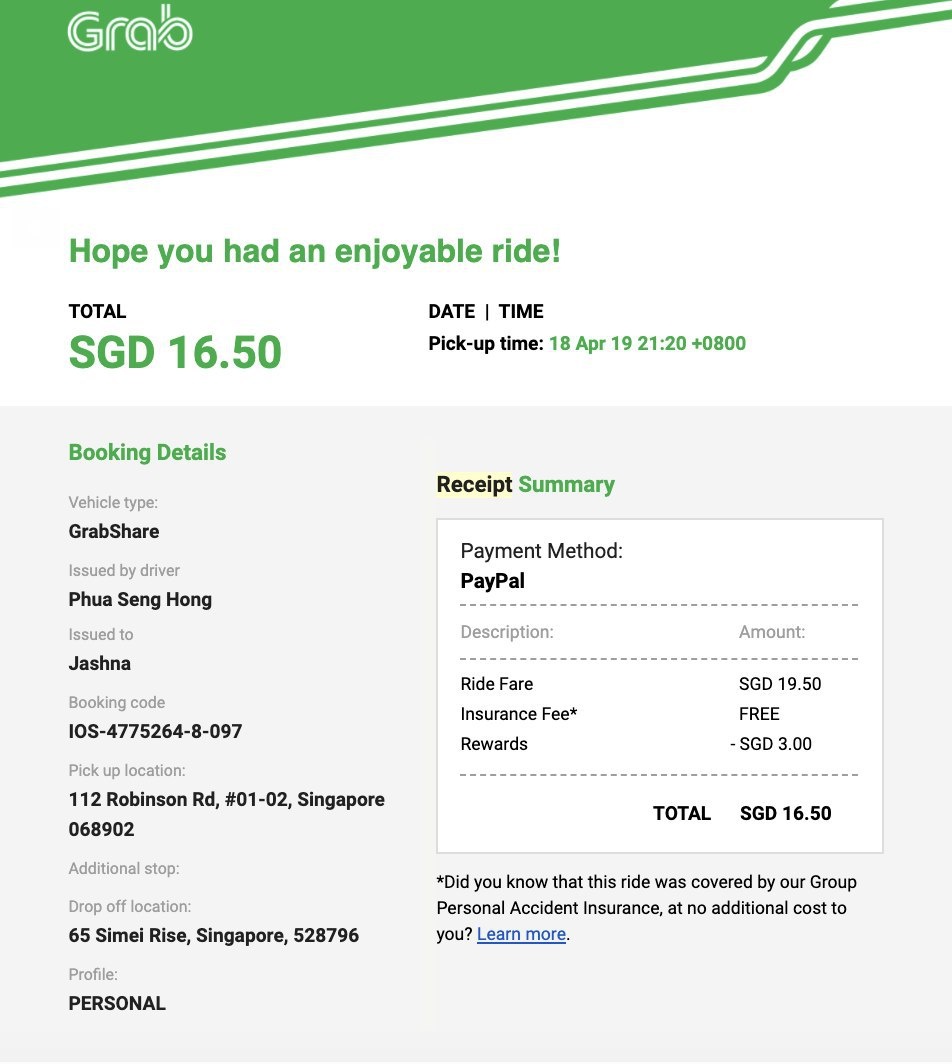 Grab
Hope you had an enjoyable ride!
TOTAL
SGD 16.50
DATE | TIME
Pick-up time: 18 Apr 19 21:20 +0800
Booking Details
Vehicle type:
GrabShare
Issued by driver
Phua Seng Hong
Issued to
Jashna
Booking code
IOS-4775264-8-097
Pick up location:
112 Robinson Rd, #01-02, Singapore
068902
Additional stop:
Drop off location:
65 Simei Rise, Singapore, 528796
Profile:
PERSONAL
Receipt Summary
Payment Method:
PayPal
Description: Amount:
Ride Fare SGD 19.50
Insurance Fee* FREE
Rewards - SGD 3.00
TOTAL SGD 16.50
*Did you know that this ride was covered by our Group
Personal Accident Insurance, at no additional cost to
you? Learn more.